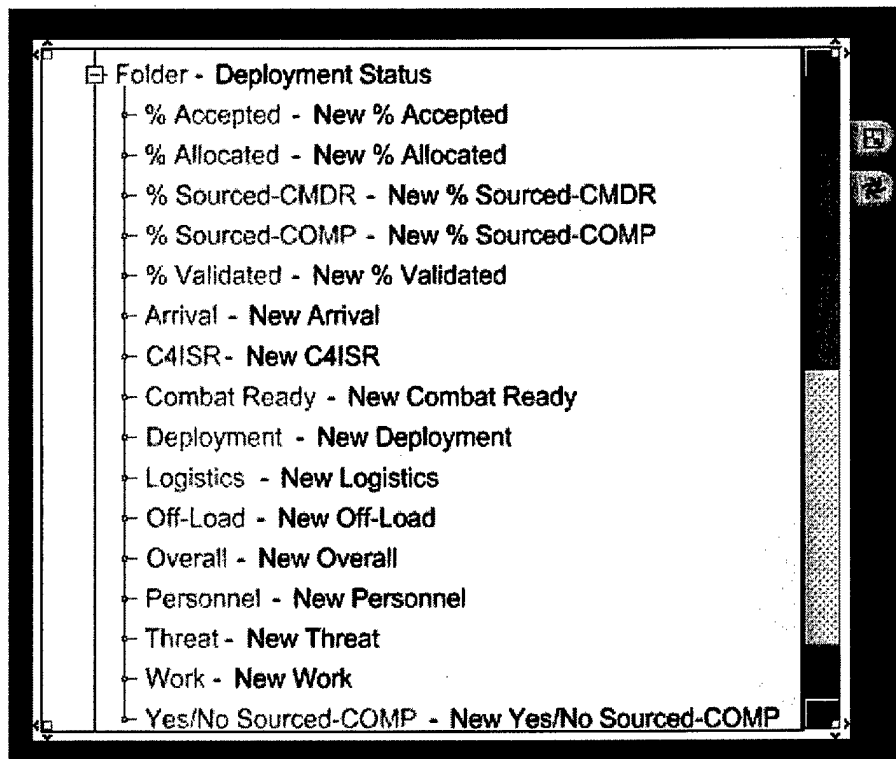 Folder - Deployment Status
% Accepted - New % Accepted
% Allocated - New % Allocated
% Sourced-CMDR - New % Sourced-CMDR
% Sourced-COMP - New % Sourced-COMP
% Validated - New % Validated
Arrival - New Arrival
C4ISR- New C4ISR
Combat Ready - New Combat Ready
Deployment - New Deployment
Logistics - New Logistics
Off-Load - New Off-Load
Overall - New Overall
Personnel - New Personnel
Threat - New Threat
Work - New Work
Yes/No Sourced-COMP - New Yes/No Sourced-COMP